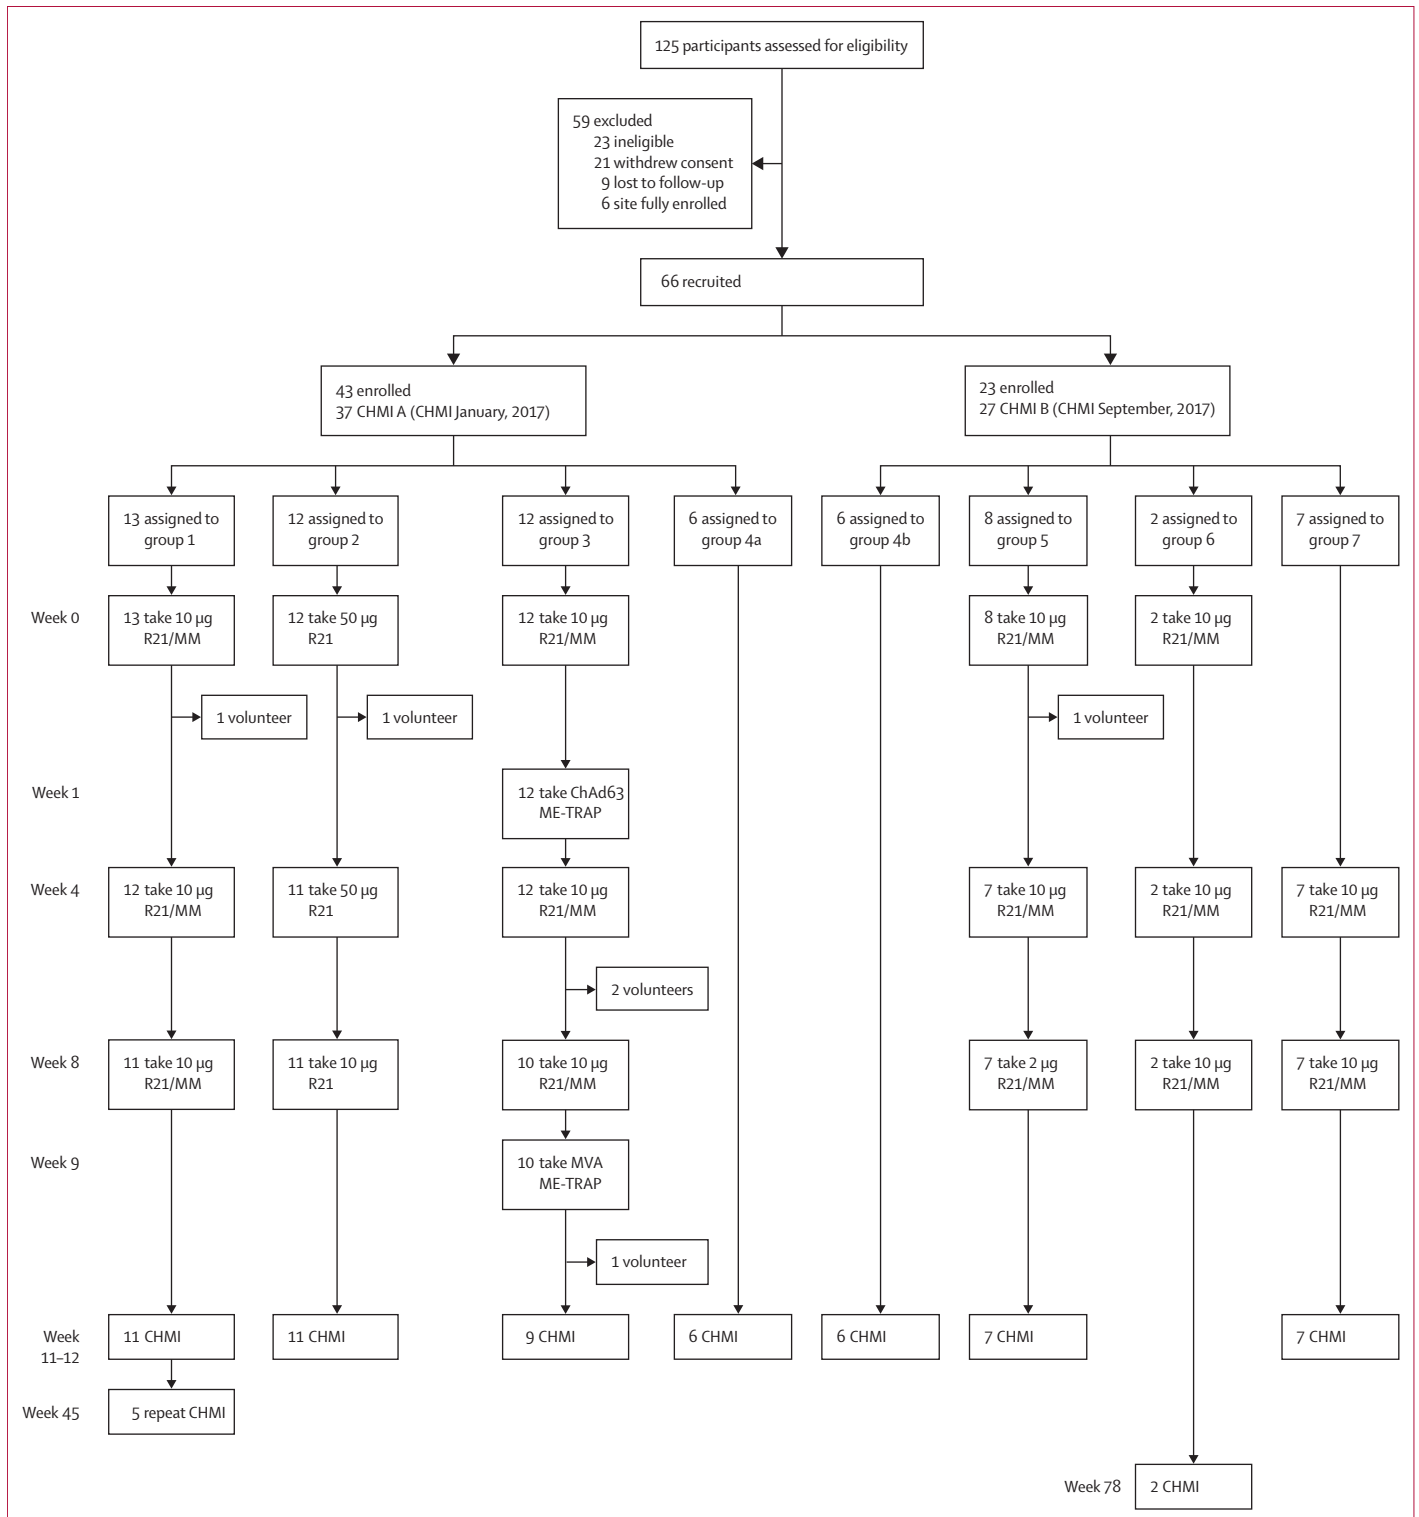 125 participants assessed for eligibility
59 excluded
23 ineligible
21 withdrew consent
9 lost to follow-up
6 site fully enrolled
66 recruited
43 enrolled
37 CHMI A (CHMI January, 2017)
23 enrolled
27 CHMI B (CHMI September, 2017)
13 assigned to
group 1
12 assigned to
group 2
12 assigned to
group 3
6 assigned to
group 4a
6 assigned to
group 4b
8 assigned to
group 5
2 assigned to
group 6
7 assigned to
group 7
Week 0
13 take 10 µg
R21/MM
12 take 50 µg
R21
12 take 10 µg
R21/MM
8 take 10 µg
R21/MM
2 take 10 µg
R21/MM
1 volunteer
1 volunteer
1 volunteer
Week 1
12 take ChAd63
ME-TRAP
Week 4
12 take 10 µg
R21/MM
11 take 50 µg
R21
12 take 10 µg
R21/MM
7 take 10 µg
R21/MM
2 take 10 µg
R21/MM
7 take 10 µg
R21/MM
2 volunteers
Week 8
11 take 10 µg
R21/MM
11 take 10 µg
R21
10 take 10 µg
R21/MM
7 take 2 µg
R21/MM
2 take 10 µg
R21/MM
7 take 10 µg
R21/MM
Week 9
10 take MVA
ME-TRAP
1 volunteer
Week
11–12
11 CHMI
11 CHMI
9 CHMI
6 CHMI
6 CHMI
7 CHMI
7 CHMI
Week 45
5 repeat CHMI
Week 78
2 CHMI